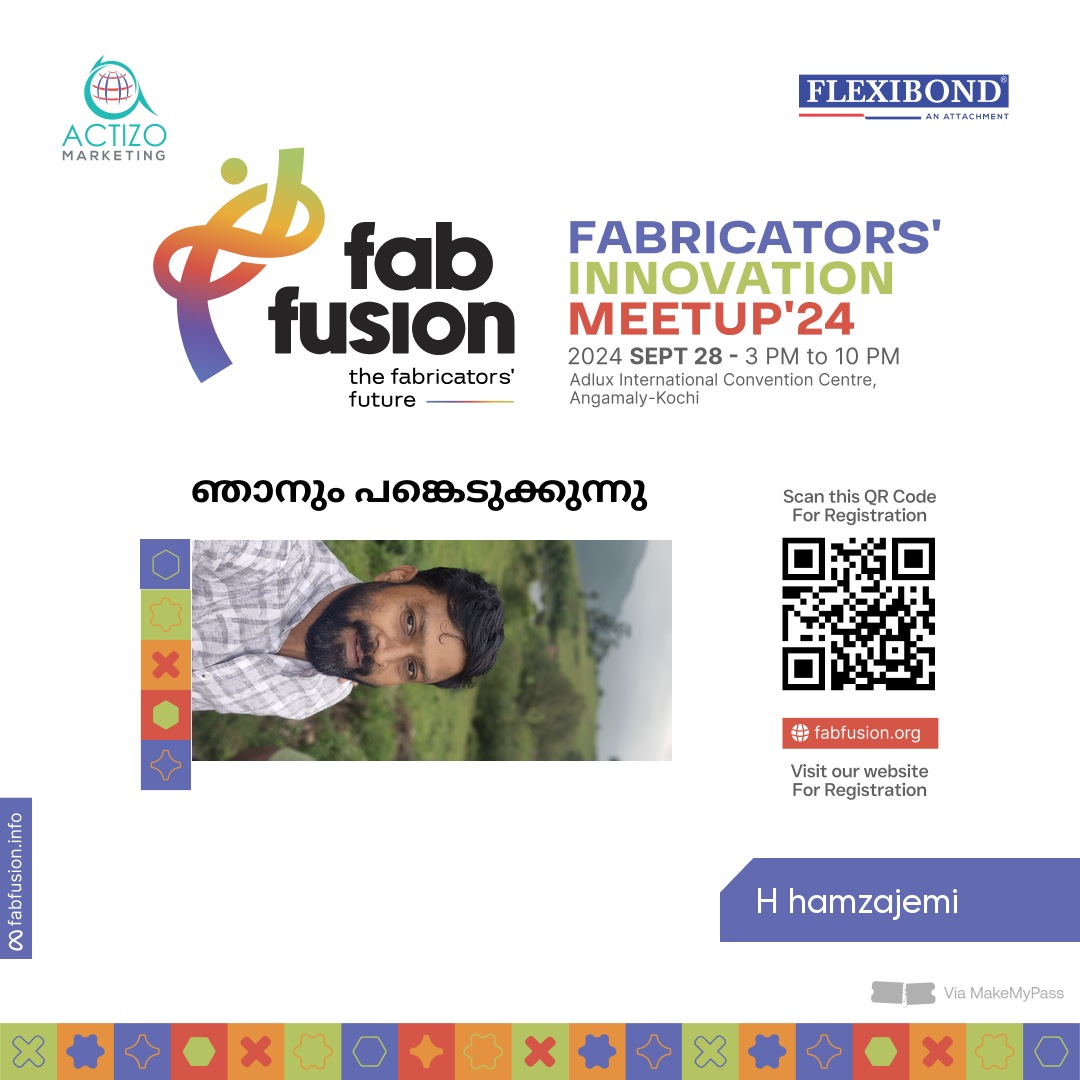 ACTIZO
MARKETING
FLEXIBOND®
AN ATTACHMENT
fab
fusion
the fabricators'
future
FABRICATORS'
INNOVATION
MEETUP'24
2024 SEPT 28 - 3 PM to 10 PM
Adlux International Convention Centre,
Angamaly-Kochi
ഞാനും പങ്കെടുക്കുന്നു
Scan this QR Code
For Registration
fabfusion.org
Visit our website
For Registration
fabfusion.info
H hamzajemi
Via MakeMyPass